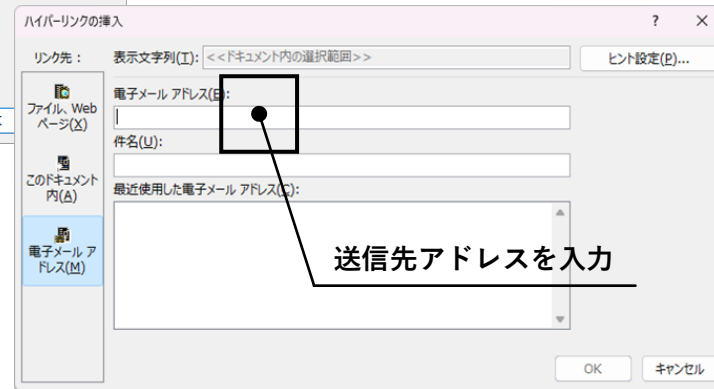 ハイパーリンクの挿入
?
リンク先：
表示文字列(T): <<ドキュメント内の選択範囲>>
ヒント設定(P)...
ファイル、Web
ページ(X)
このドキュメント
内(A)
電子メール ア
ドレス(M)
電子メール アドレス(E):
件名(U):
最近使用した電子メール アドレス(C):
送信先アドレスを入力
OK
キャンセル